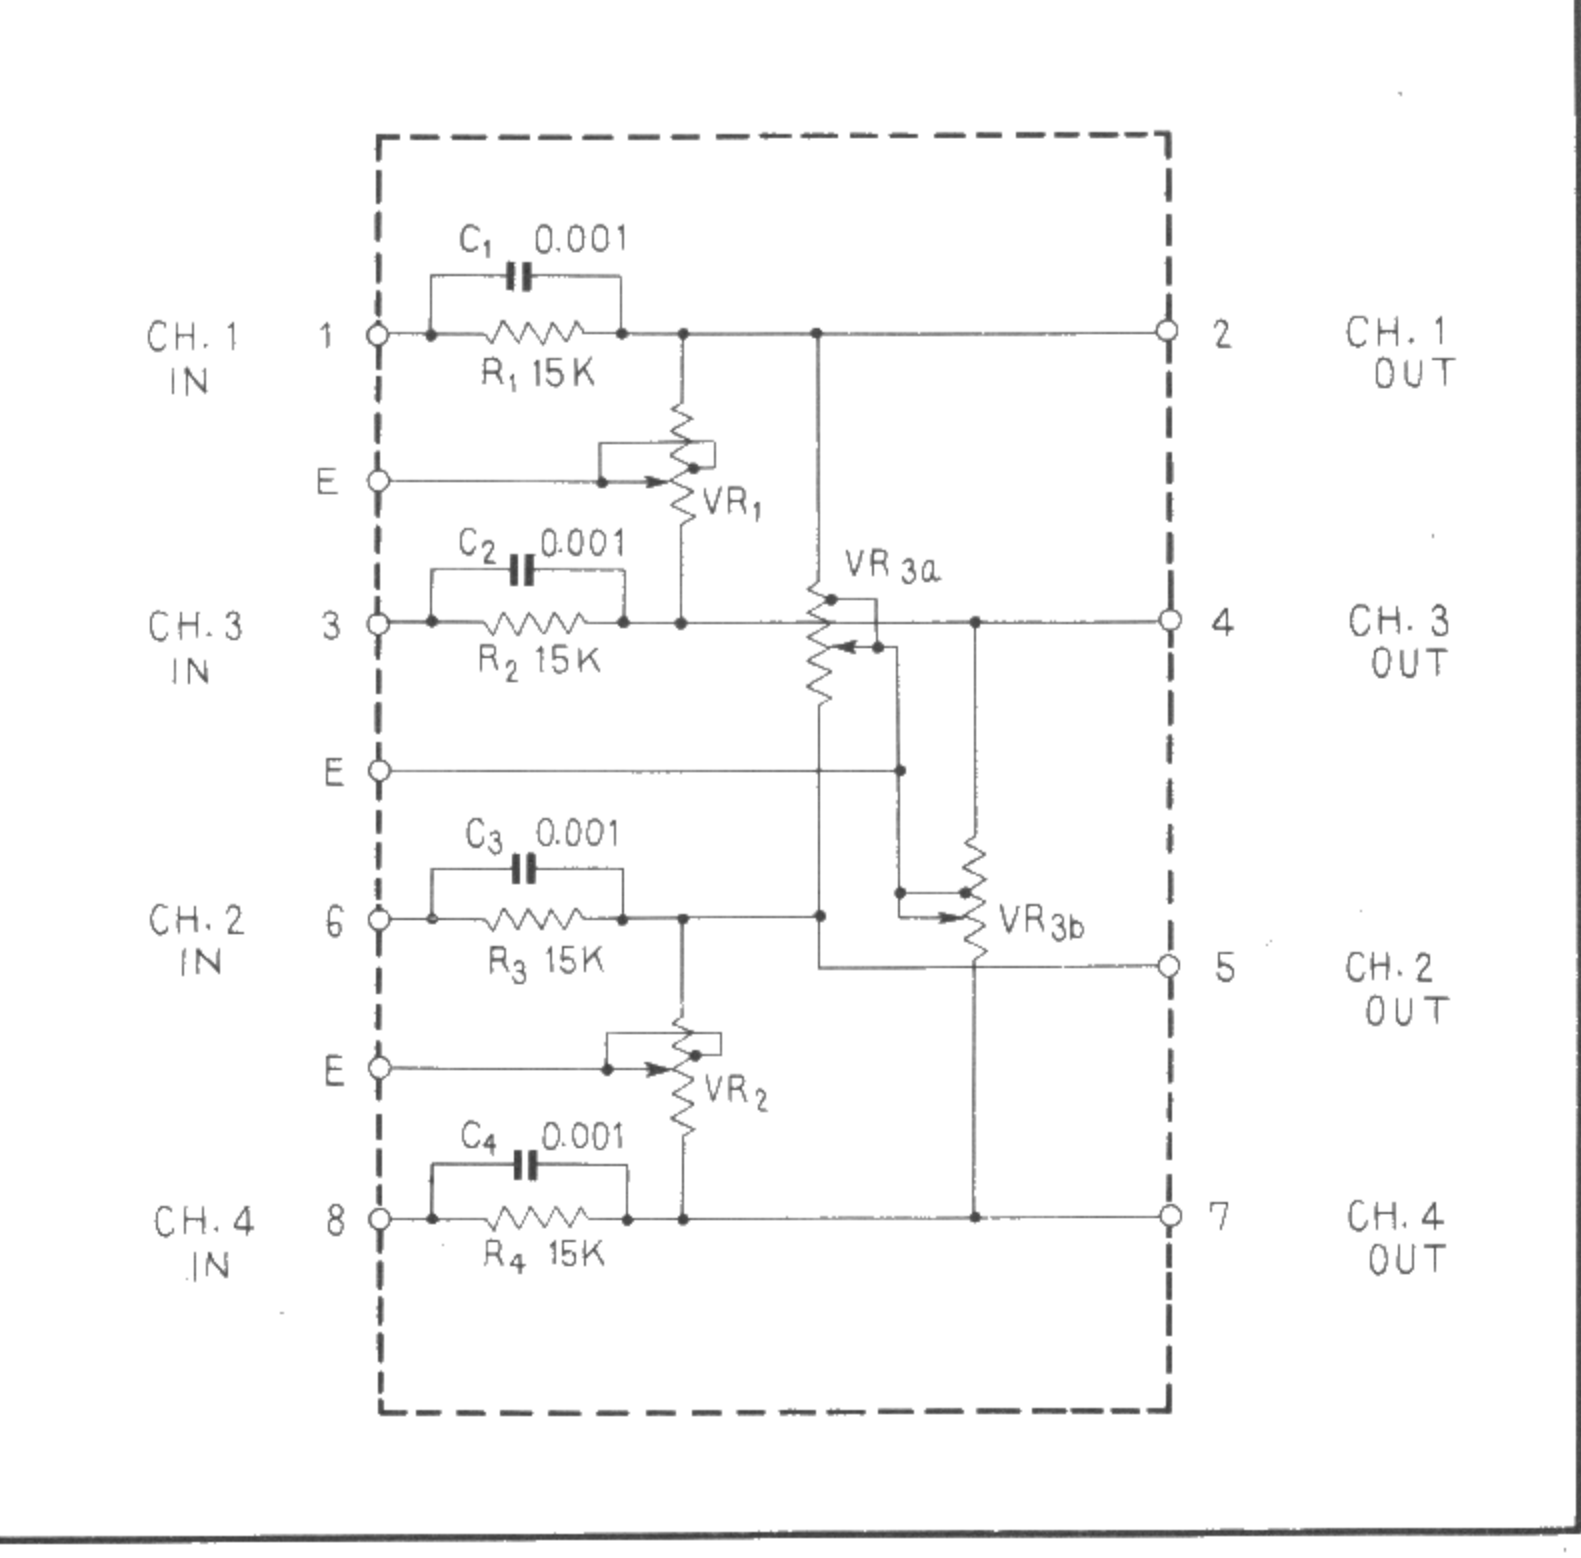 C1 0.001
CH. 1 IN
1
R1 15K
2
CH. 1 OUT
E
VR1
C2 0.001
VR3a
CH. 3 IN
3
R2 15K
4
CH. 3 OUT
E
C3 0.001
CH. 2 IN
6
R3 15K
VR3b
5
CH. 2 OUT
E
VR2
C4 0.001
CH. 4 IN
8
R4 15K
7
CH. 4 OUT